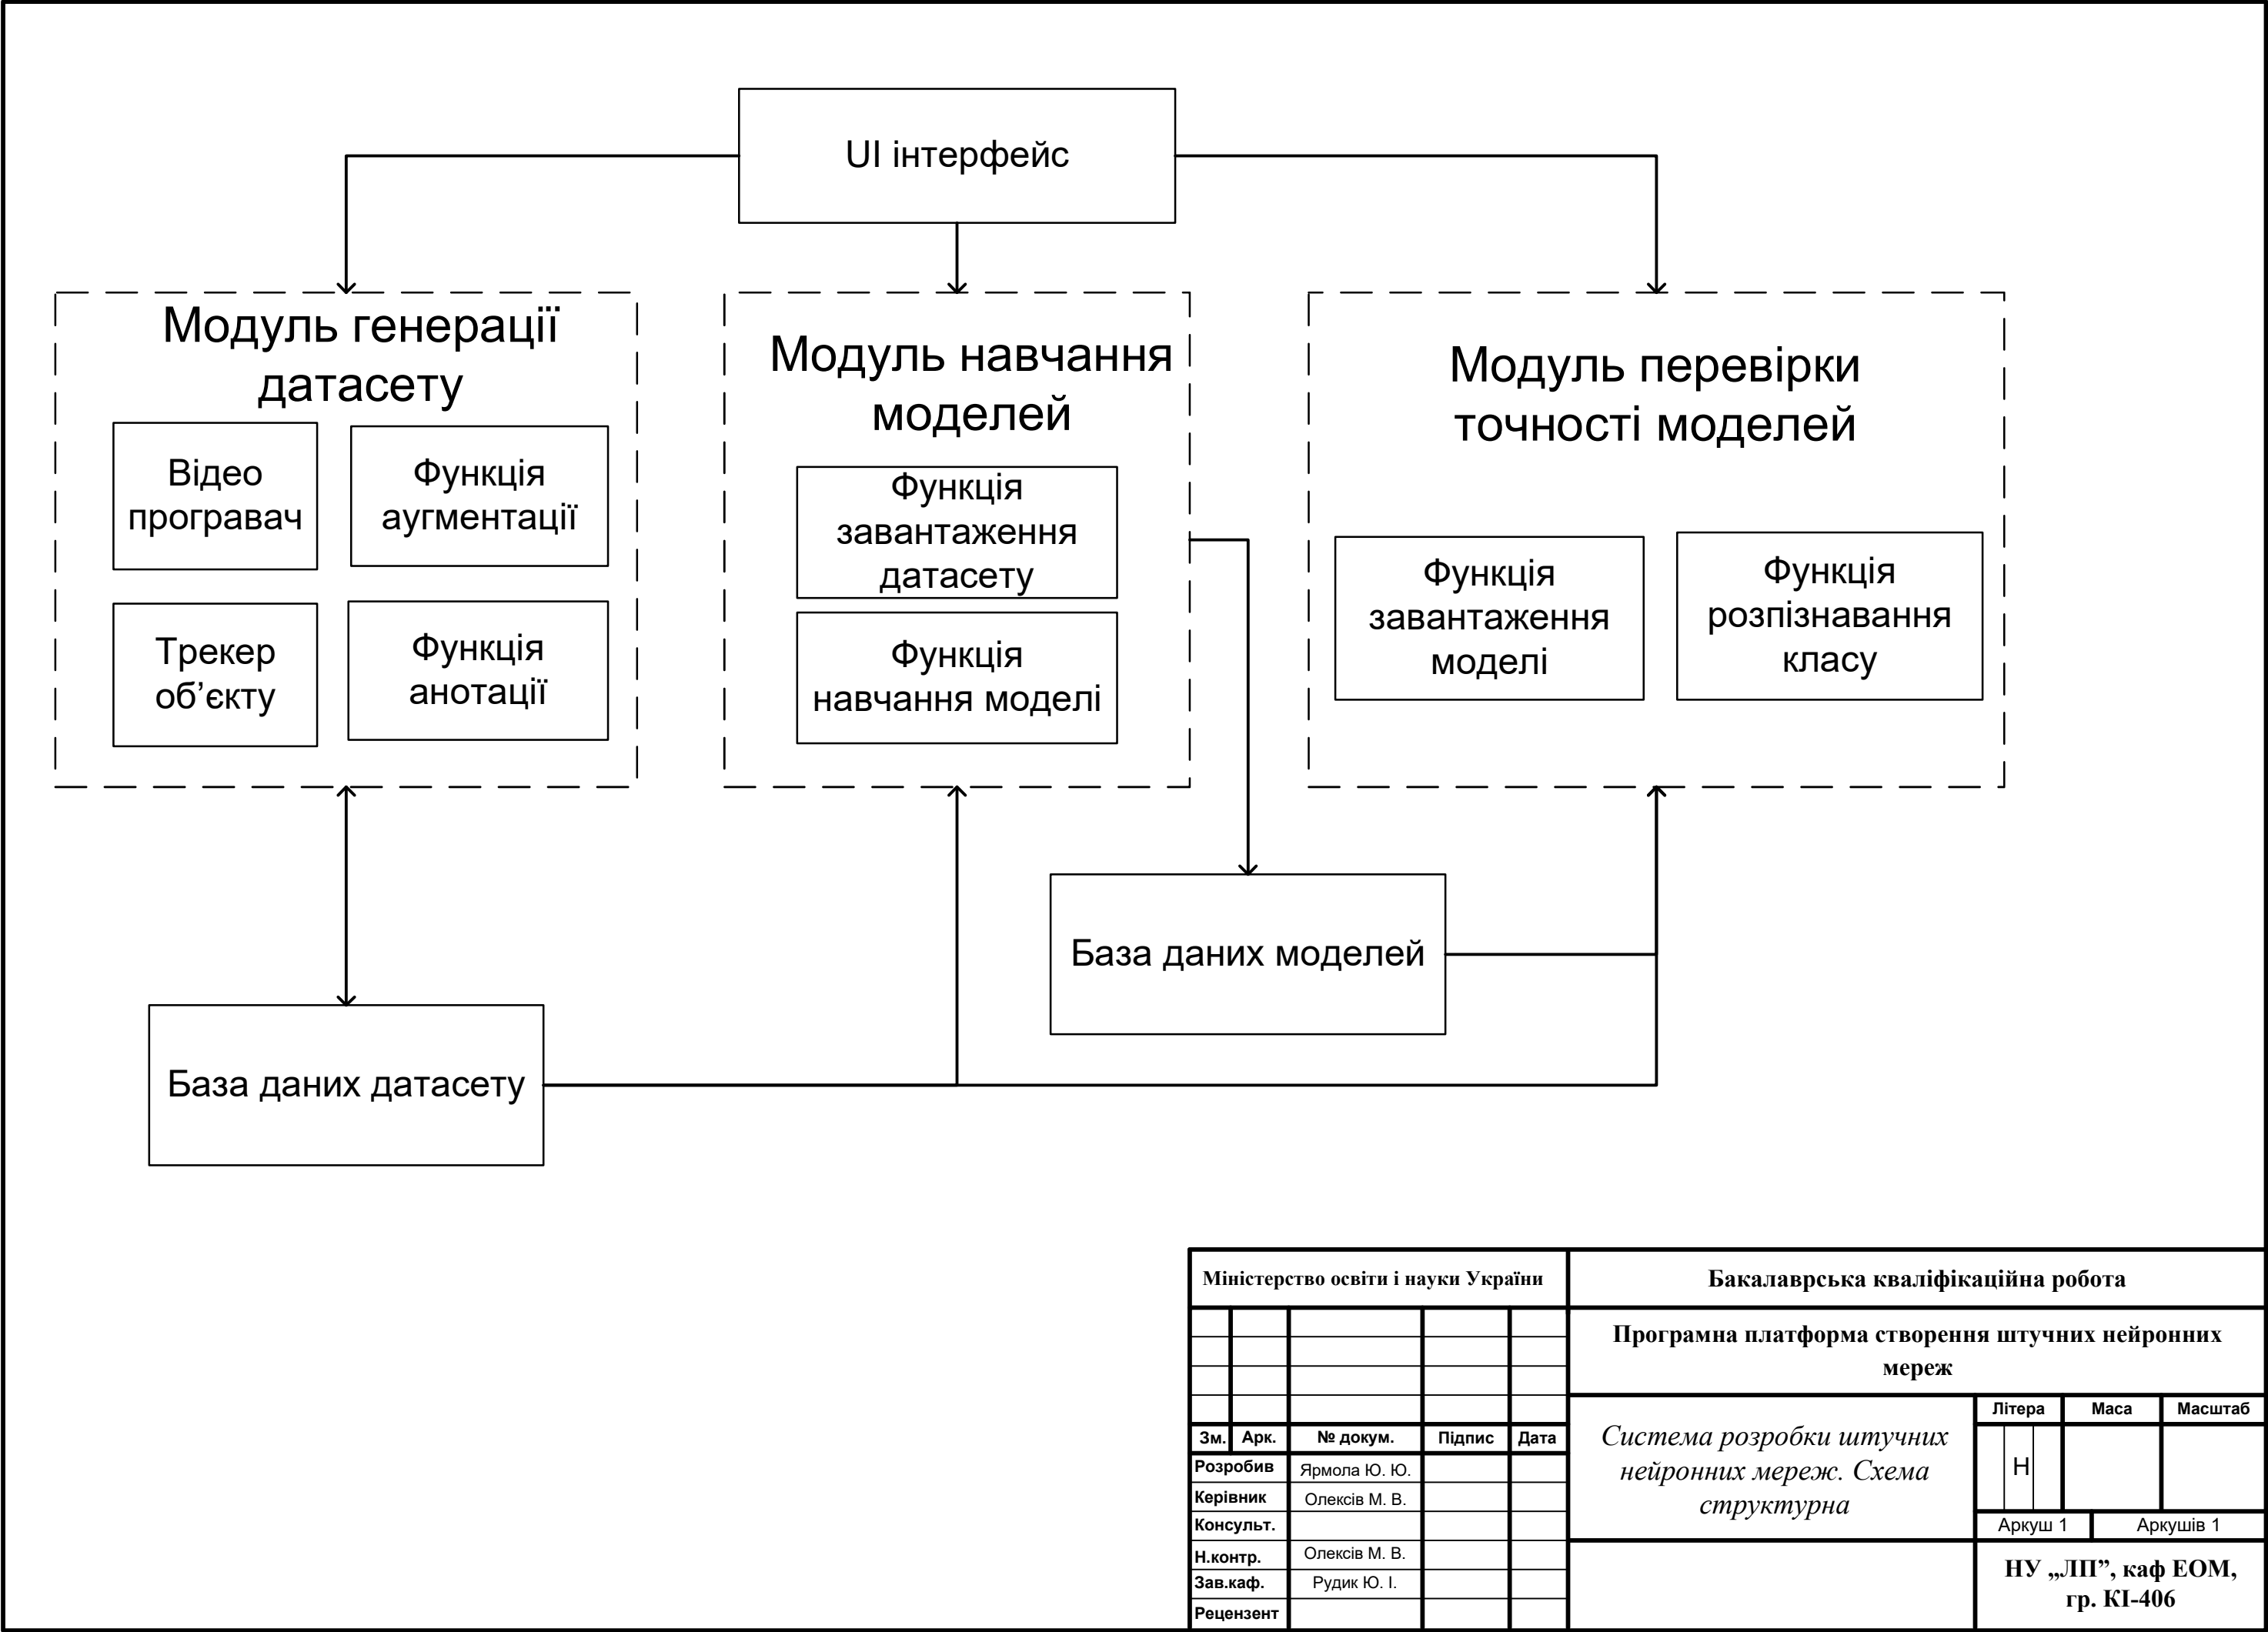 UI інтерфейс
Модуль генерації
датасету
Відео
програвач
Функція
аугментації
Трекер
об’єкту
Функція
анотації
Модуль навчання
моделей
Функція
завантаження
датасету
Функція
навчання моделі
Модуль перевірки
точності моделей
Функція
завантаження
моделі
Функція
розпізнавання
класу
База даних моделей
База даних датасету
Міністерство освіти і науки України
Бакалаврська кваліфікаційна робота
Програмна платформа створення штучних нейронних
мереж
Зм. Арк. № докум. Підпис Дата
Розробив Ярмола Ю. Ю.
Керівник Олексів М. В.
Консульт.
Н.контр. Олексів М. В.
Зав.каф. Рудик Ю. І.
Рецензент
Система розробки штучних
нейронних мереж. Схема
структурна
Літера Маса Масштаб
Н
Аркуш 1 Аркушів 1
НУ „ЛП”, каф ЕОМ,
гр. КІ-406